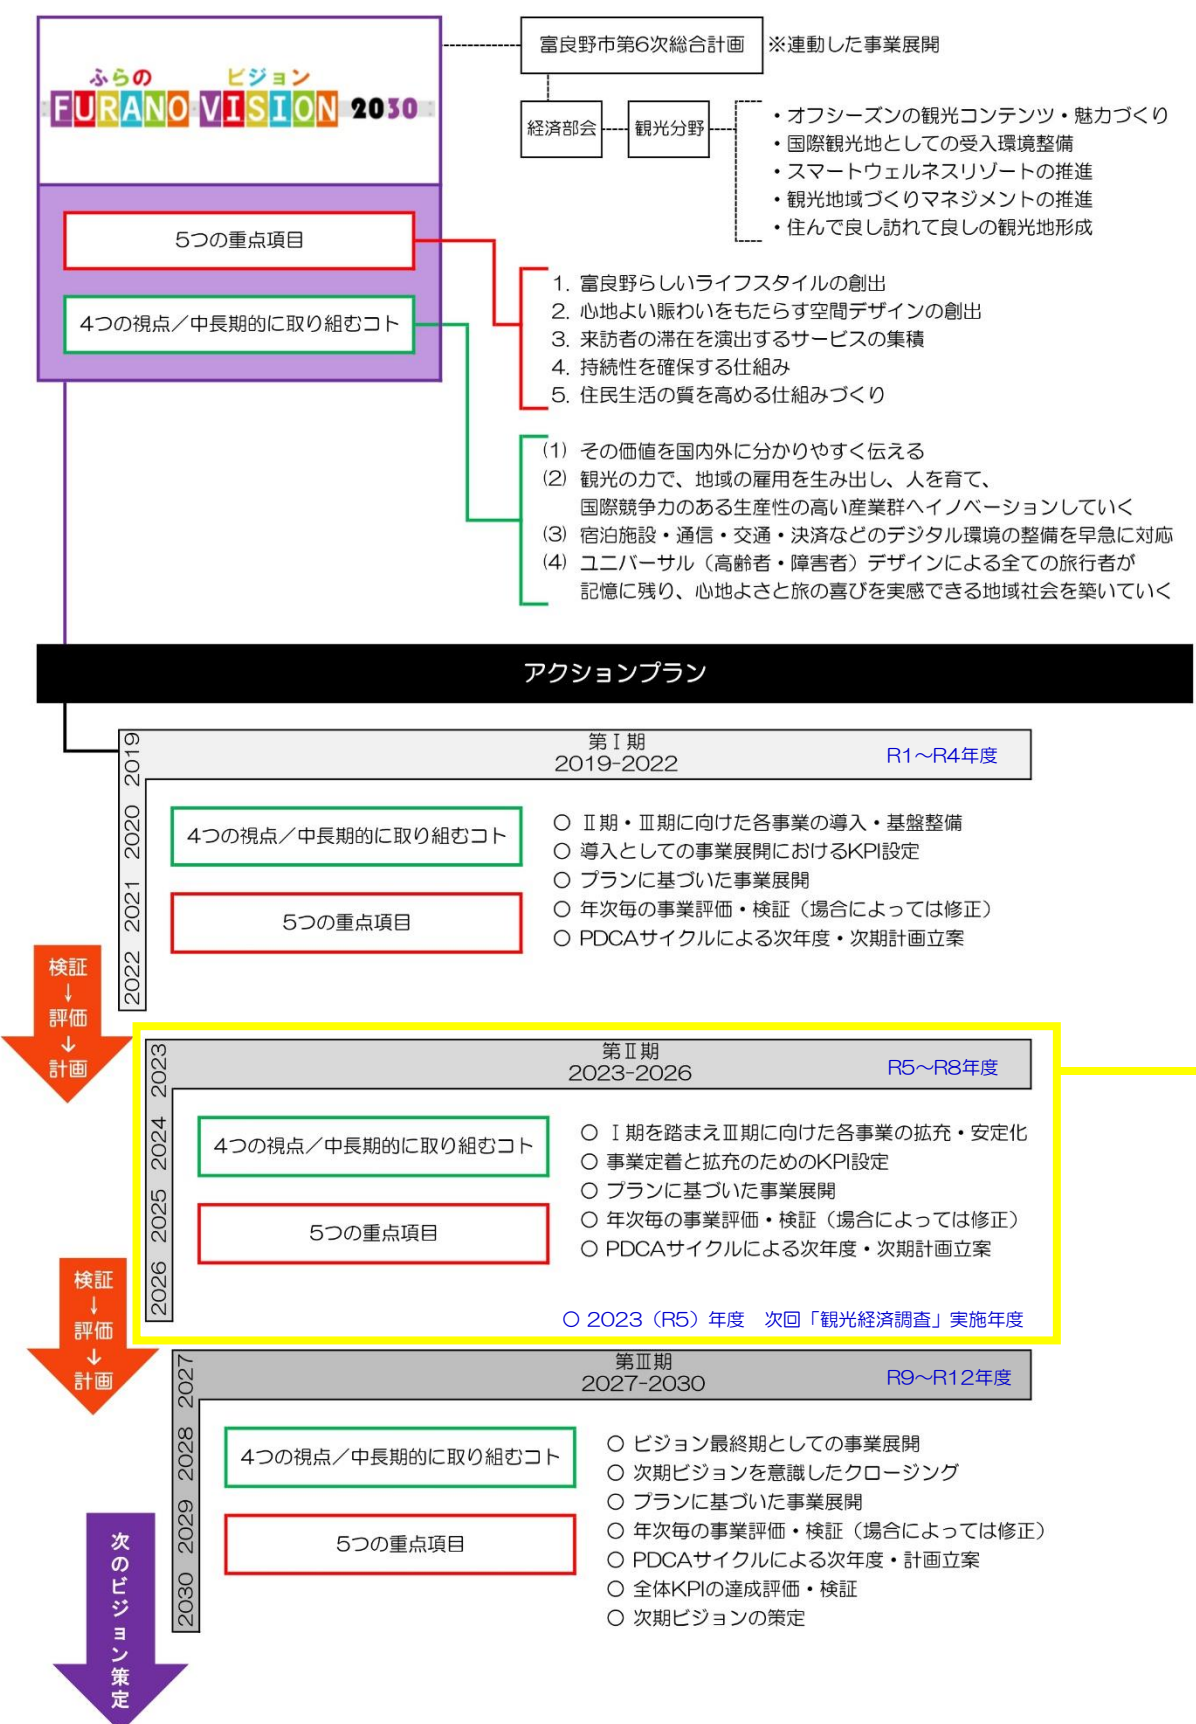 ふらの ビジョン
FURANO VISION 2030
富良野市第6次総合計画
※連動した事業展開
経済部会
観光分野
・オフシーズンの観光コンテンツ・魅力づくり
・国際観光地としての受入環境整備
・スマートウェルネスリゾートの推進
・観光地域づくりマネジメントの推進
・住んで良し訪れて良しの観光地形成
5つの重点項目
4つの視点／中長期的に取り組むコト
1. 富良野らしいライフスタイルの創出
2. 心地よい賑わいをもたらす空間デザインの創出
3. 来訪者の滞在を演出するサービスの集積
4. 持続性を確保する仕組み
5. 住民生活の質を高める仕組みづくり
(1) その価値を国内外に分かりやすく伝える
(2) 観光の力で、地域の雇用を生み出し、人を育て、
国際競争力のある生産性の高い産業群へイノベーションしていく
(3) 宿泊施設・通信・交通・決済などのデジタル環境の整備を早急に対応
(4) ユニバーサル（高齢者・障害者）デザインによる全ての旅行者が
記憶に残り、心地よさと旅の喜びを実感できる地域社会を築いていく
アクションプラン
第Ⅰ期
2019-2022
R1～R4年度
2019
2020
2021
2022
4つの視点／中長期的に取り組むコト
5つの重点項目
○ Ⅱ期・Ⅲ期に向けた各事業の導入・基盤整備
○ 導入としての事業展開におけるKPI設定
○ プランに基づいた事業展開
○ 年次毎の事業評価・検証（場合によっては修正）
○ PDCAサイクルによる次年度・次期計画立案
検証
↓
評価
↓
計画
第Ⅱ期
2023-2026
R5～R8年度
2023
2024
2025
2026
4つの視点／中長期的に取り組むコト
5つの重点項目
○ Ⅰ期を踏まえⅢ期に向けた各事業の拡充・安定化
○ 事業定着と拡充のためのKPI設定
○ プランに基づいた事業展開
○ 年次毎の事業評価・検証（場合によっては修正）
○ PDCAサイクルによる次年度・次期計画立案
○ 2023（R5）年度　次回「観光経済調査」実施年度
検証
↓
評価
↓
計画
第Ⅲ期
2027-2030
R9～R12年度
2027
2028
2029
2030
4つの視点／中長期的に取り組むコト
5つの重点項目
○ ビジョン最終期としての事業展開
○ 次期ビジョンを意識したクロージング
○ プランに基づいた事業展開
○ 年次毎の事業評価・検証（場合によっては修正）
○ PDCAサイクルによる次年度・計画立案
○ 全体KPIの達成評価・検証
○ 次期ビジョンの策定
次のビジョン策定